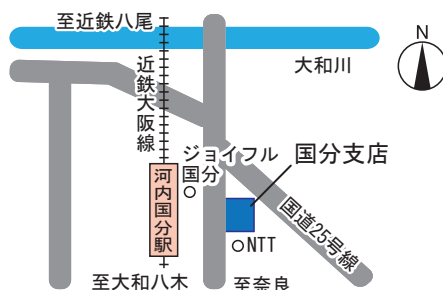 至近鉄八尾
N
大和川
近鉄大阪線
ジョイフル
国分
国分支店
河内国分駅
国道25号線
NTT
至大和八木
至奈良